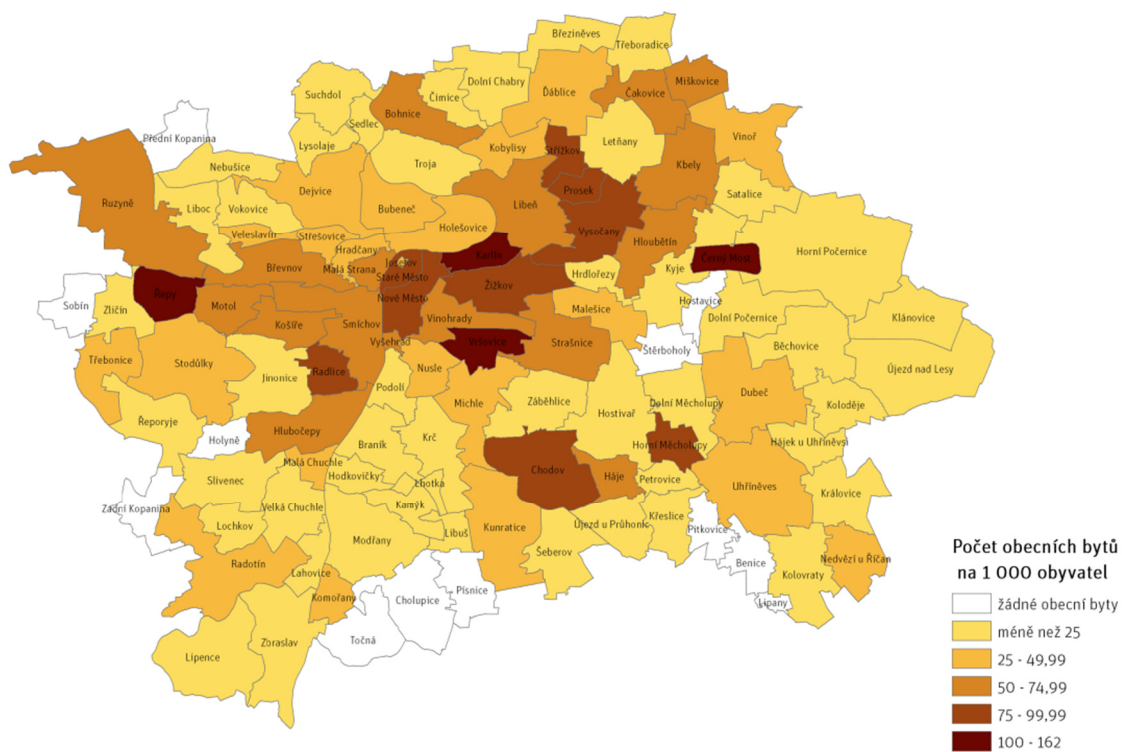 Březiněves
Třeboradice
Dolní Chabry
Miškovice
Suchdol
Čimice
Ďáblice
Čakovice
Bohnice
Sedlec
Přední Kopanina
Vinoř
Lysolaje
Kobylisy
Střížkov
Letňany
Nebušice
Troja
Kbely
Dejvice
Prosek
Satalice
Ruzyně
Liboc
Vokovice
Bubeneč
Libeň
Holešovice
Vysočany
Veleslavín
Střešovice
Hloubětín
Horní Počernice
Hradčany
Josefov
Karlín
Černý Most
Břevnov
Malá Strana
Staré Město
Hrdlořezy
Kyje
Řepy
Žižkov
Sobín
Zličín
Motol
Nové Město
Hostavice
Malešice
Dolní Počernice
Klánovice
Košíře
Smíchov
Vinohrady
Vyšehrad
Vršovice
Strašnice
Štěrboholy
Běchovice
Třebonice
Stodůlky
Radlice
Nusle
Újezd nad Lesy
Jinonice
Podolí
Michle
Záběhlice
Hostivař
Dolní Měcholupy
Dubeč
Koloděje
Řeporyje
Holyně
Hlubočepy
Braník
Krč
Horní Měcholupy
Hájek u Uhříněvsi
Malá Chuchle
Hodkovičky
Chodov
Háje
Petrovice
Slivenec
Lhotka
Uhříněves
Královice
Zadní Kopanina
Velká Chuchle
Kamýk
Lochkov
Libuš
Kunratice
Újezd u Průhonic
Křeslice
Pitkovice
Modřany
Šeberov
Radotín
Lahovice
Benice
Kolovraty
Nedvězí u Říčan
Komořany
Cholupice
Písnice
Lipany
Točná
Lipence
Zbraslav
Počet obecních bytů
na 1 000 obyvatel
žádné obecní byty
méně než 25
25 - 49,99
50 - 74,99
75 - 99,99
100 - 162